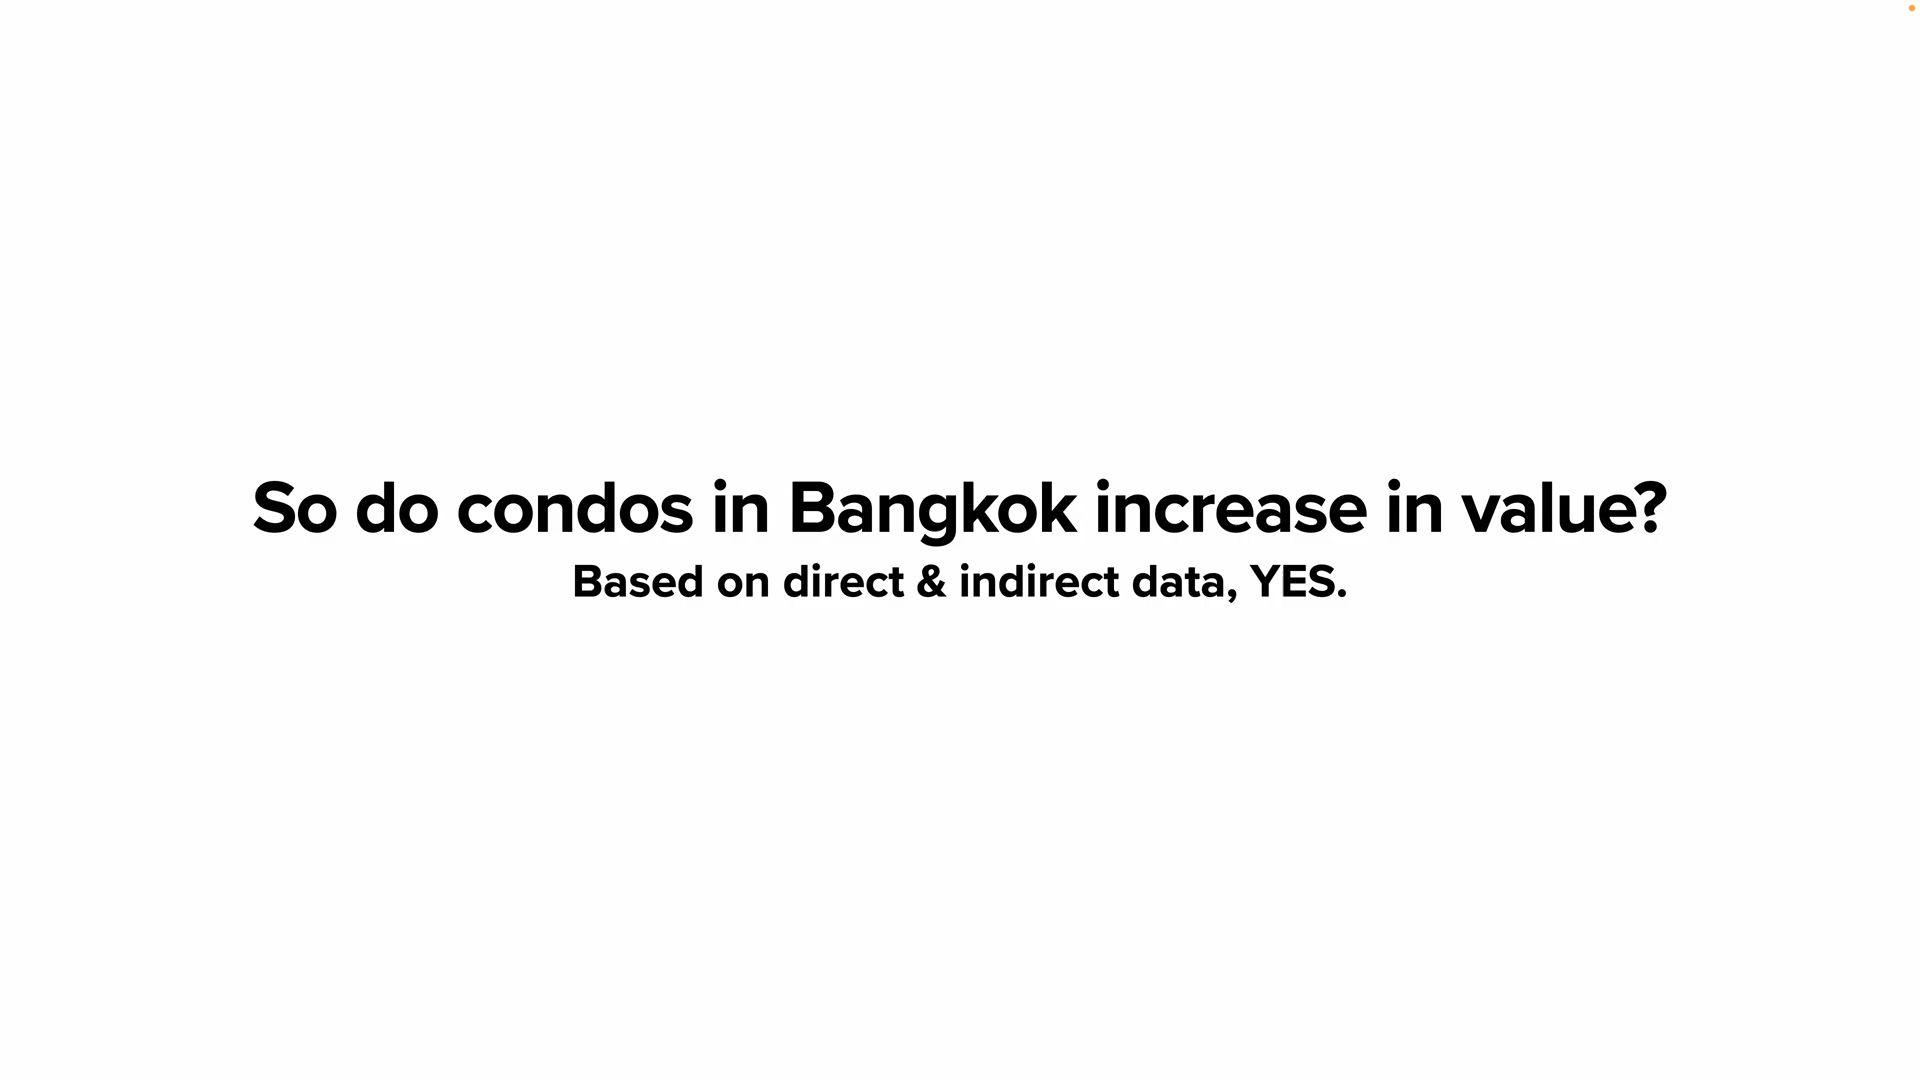 So do condos in Bangkok increase in value?
Based on direct & indirect data, YES.